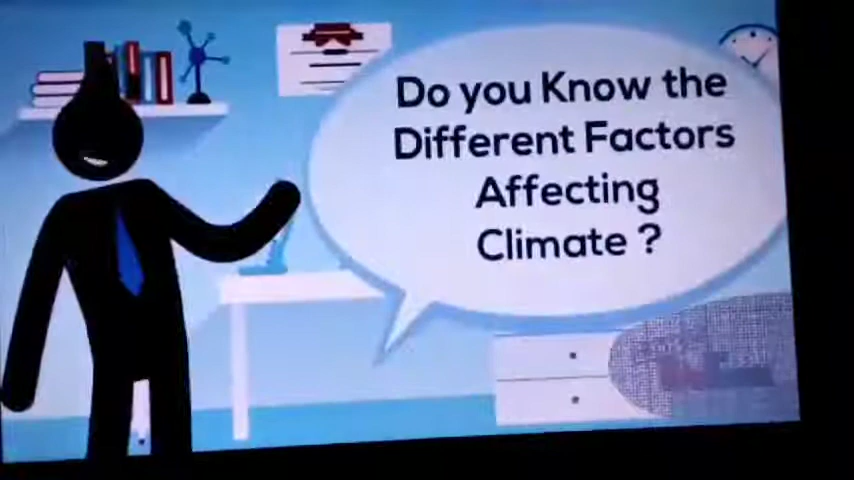 Do you Know the
Different Factors
Affecting
Climate ?